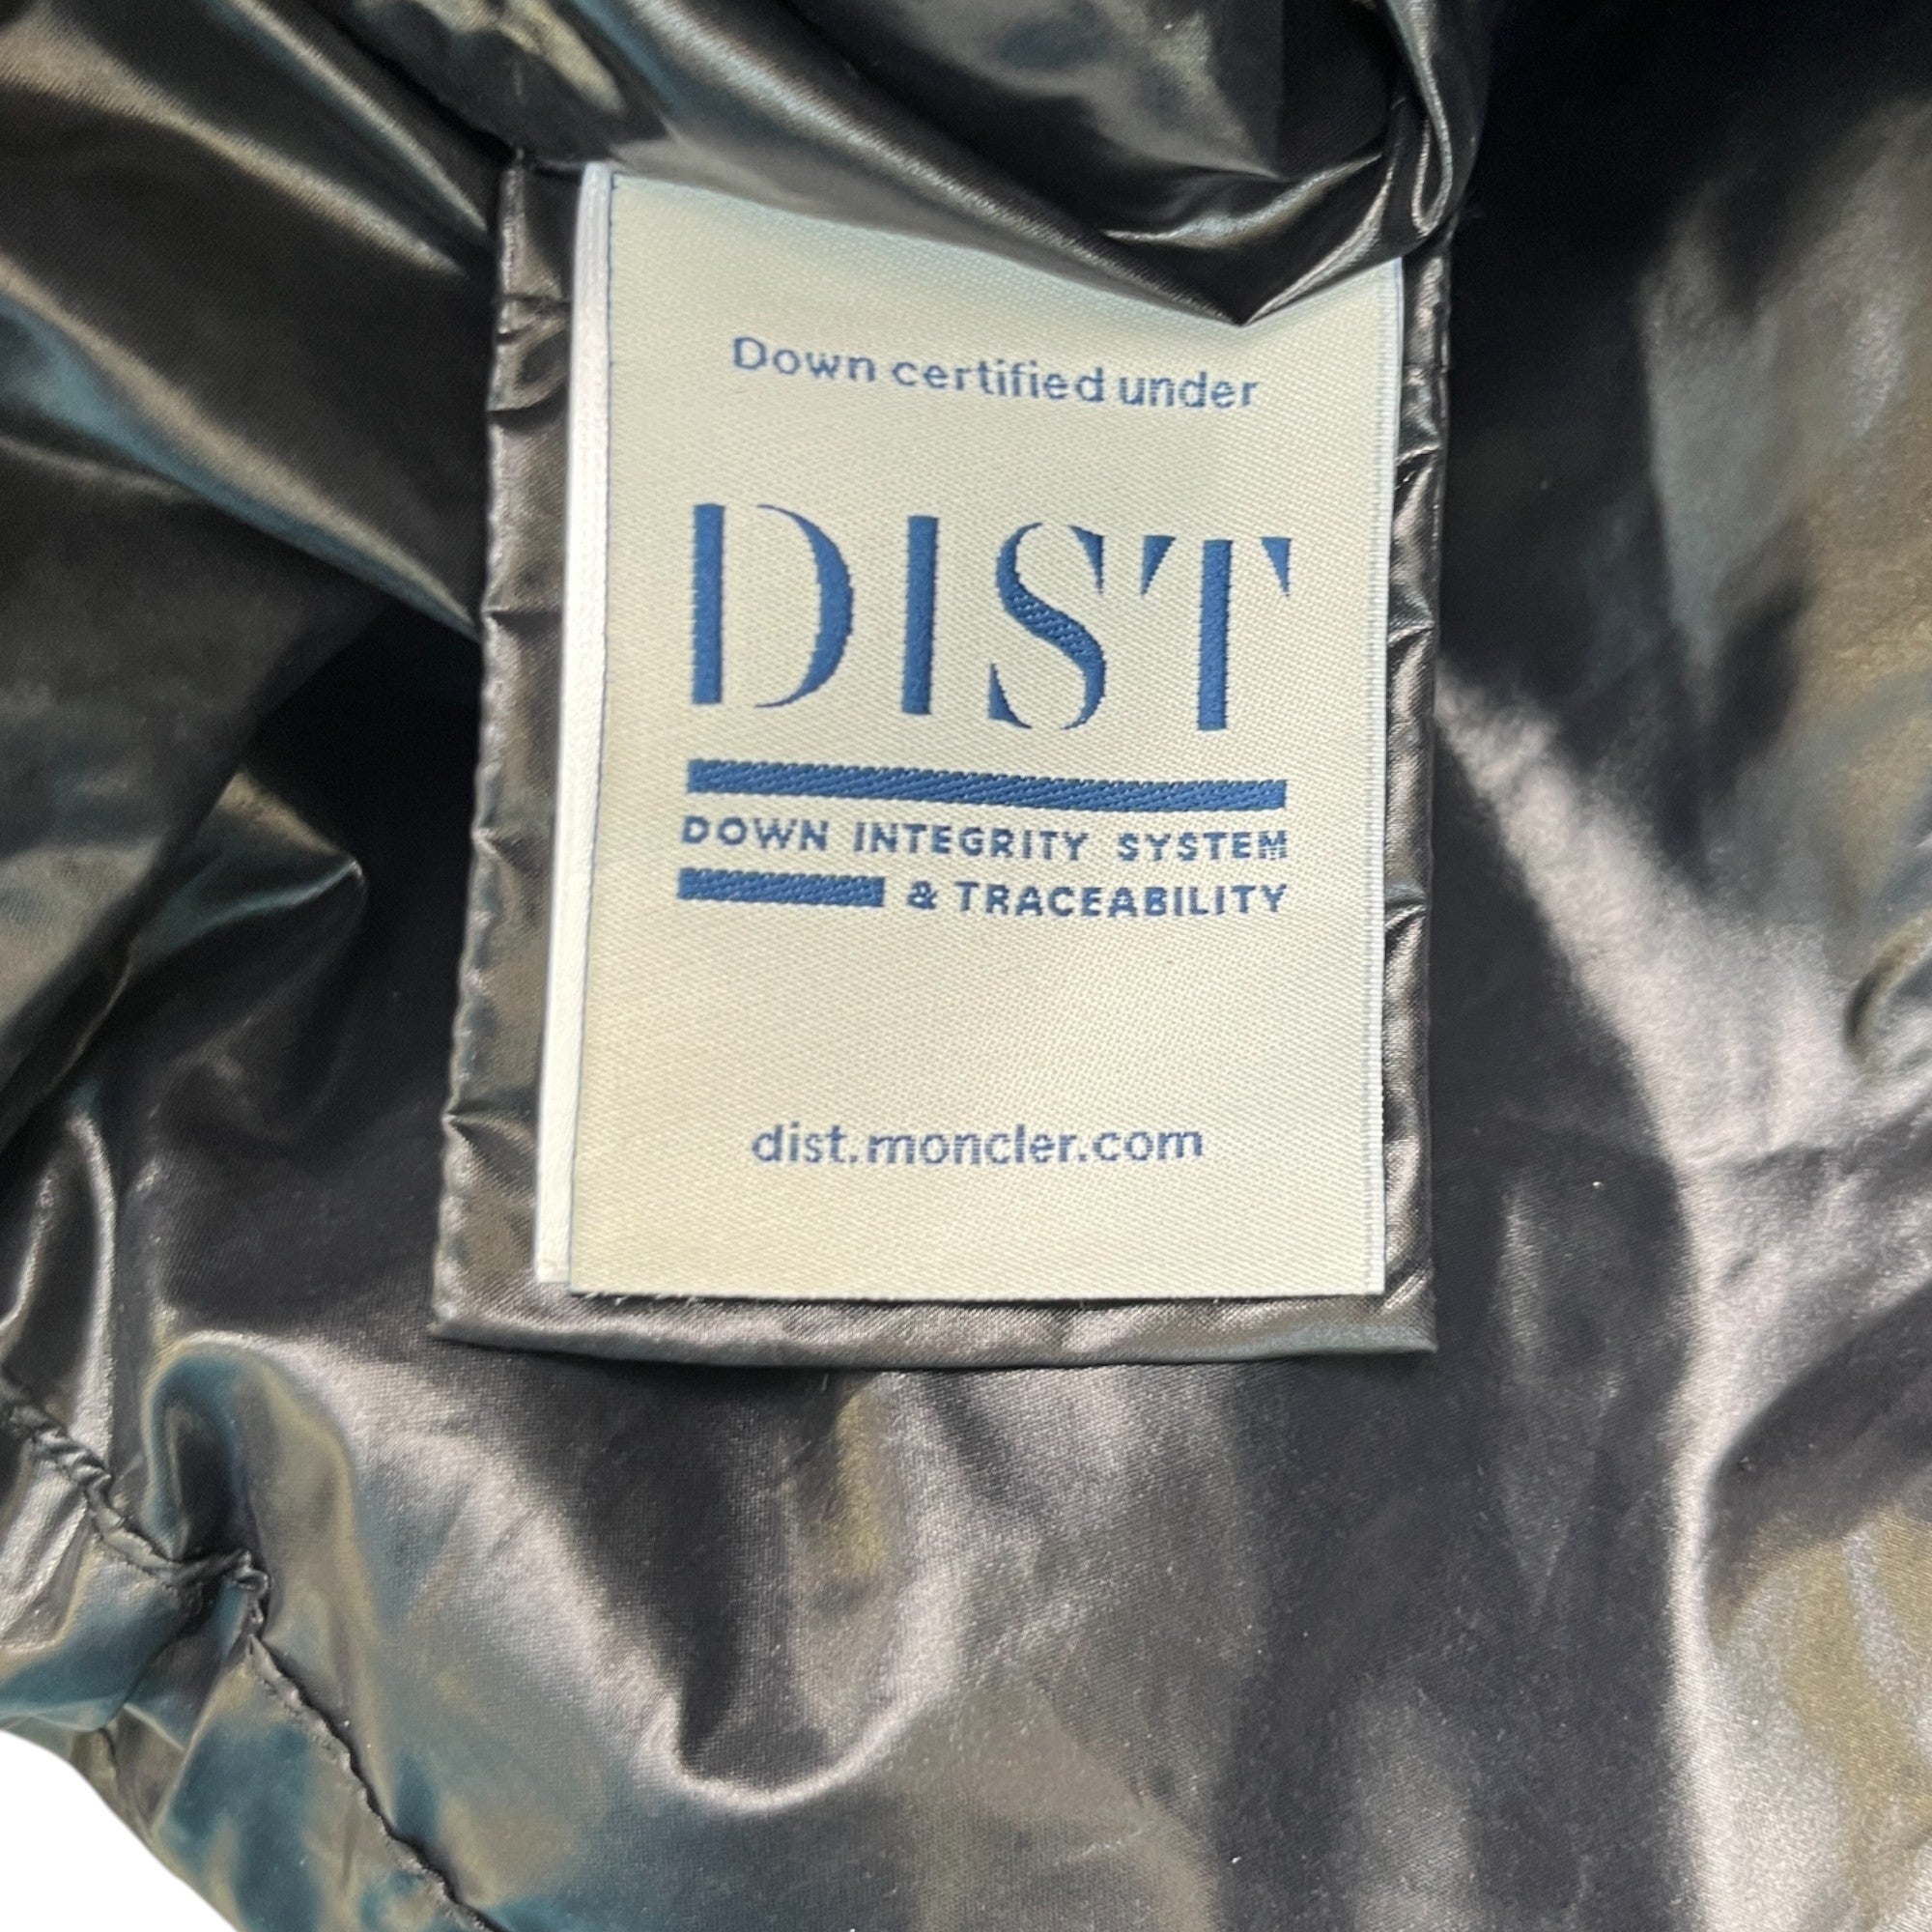 Down certified under
DIST
DOWN INTEGRITY SYSTEM
& TRACEABILITY
dist.moncler.com